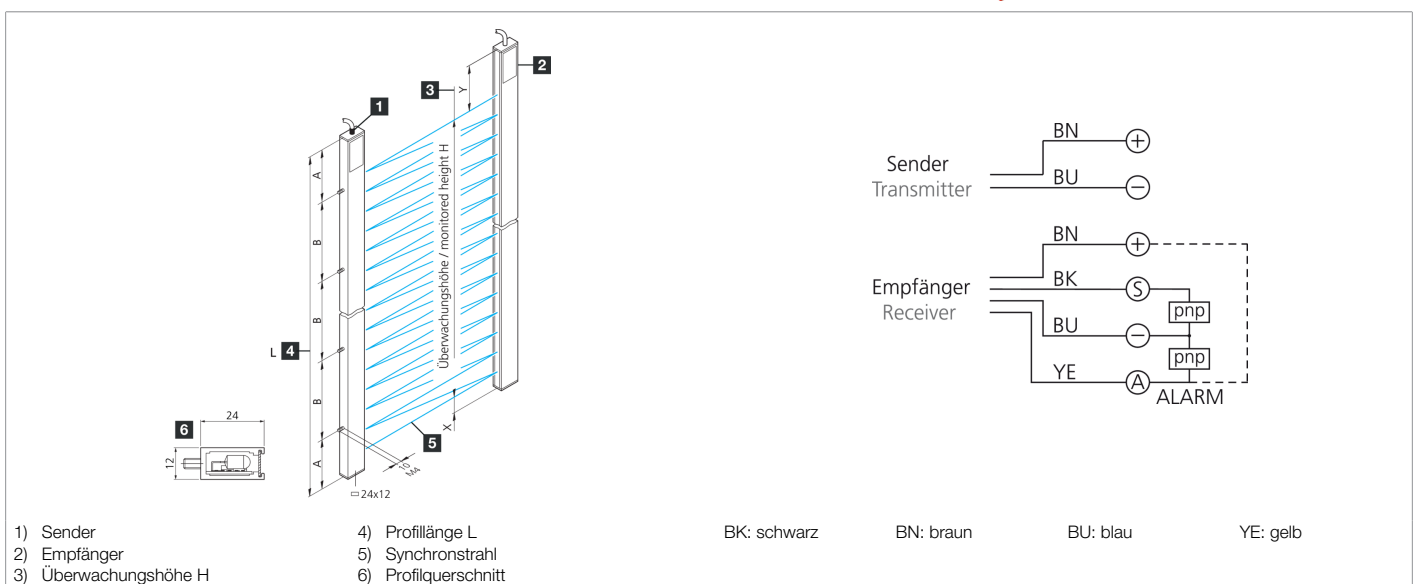 1
2
3
Y
A
B
B
B
A
L 4
Überwachungshöhe / monitored height H
X
5
10
M4
24x12
6
24
12
Sender
Transmitter
BN
+
BU
−
Empfänger
Receiver
BN
+
BK
S
pnp
BU
−
pnp
YE
A
ALARM
1) Sender
2) Empfänger
3) Überwachungshöhe H
4) Profillänge L
5) Synchronstrahl
6) Profilquerschnitt
BK: schwarz BN: braun BU: blau YE: gelb